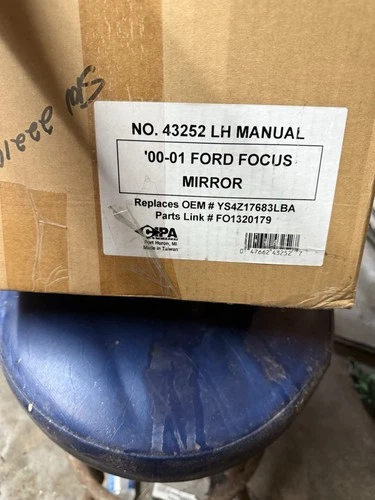 NO. 43252 LH MANUAL
'00-01 FORD FOCUS
MIRROR
Replaces OEM # YS4Z17683LBA
Parts Link # FO1320179
CIPA
Port Huron, MI
Made in Taiwan
0 47662 43252 7